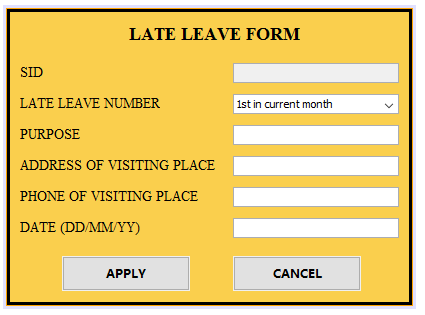 LATE LEAVE FORM
SID
LATE LEAVE NUMBER 1st in current month
PURPOSE
ADDRESS OF VISITING PLACE
PHONE OF VISITING PLACE
DATE (DD/MM/YY)
APPLY CANCEL